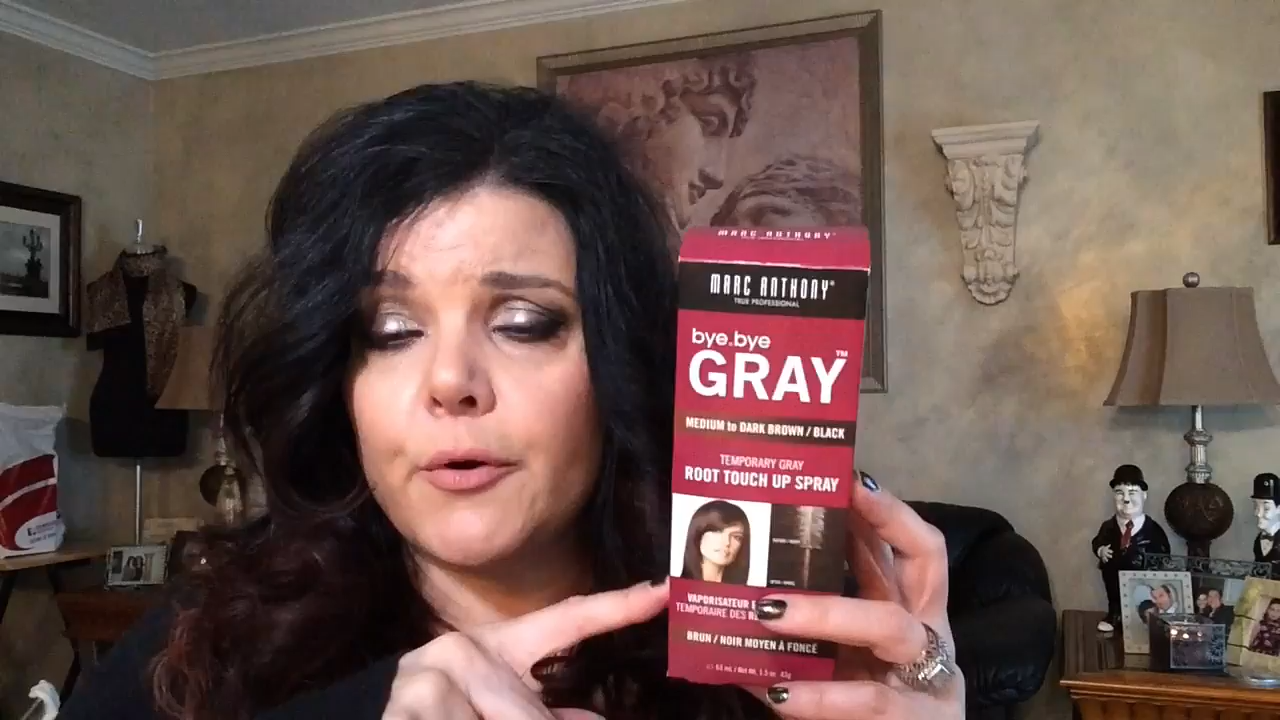 MARC ANTHONY
MARC ANTHONY®
TRUE PROFESSIONAL
bye.bye
GRAY™
MEDIUM to DARK BROWN / BLACK
TEMPORARY GRAY
ROOT TOUCH UP SPRAY
VAPORISATEUR
TEMPORAIRE DES
BRUN / NOIR MOYEN À FONCÉ